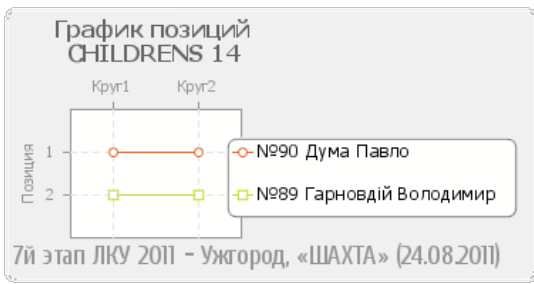 График позиций
CHILDRENS 14
Круг1 Круг2
Позиция
1
№90 Дума Павло
2
№89 Гарновдій Володимир
7й этап ЛКУ 2011 - Ужгород, «ШАХТА» (24.08.2011)